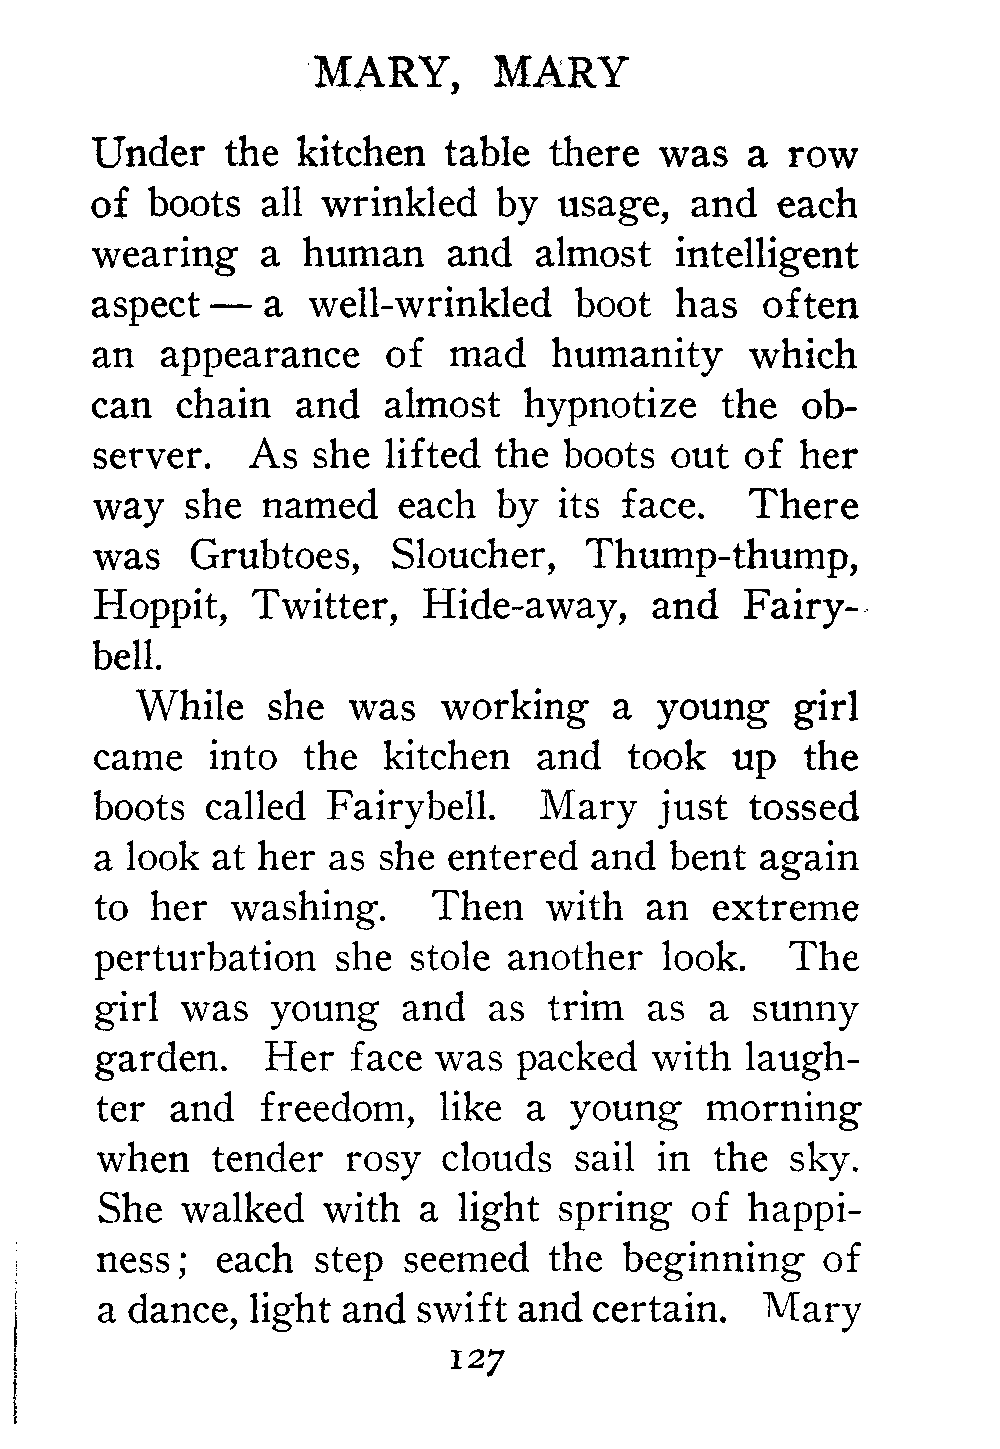 MARY, MARY
Under the kitchen table there was a row
of boots all wrinkled by usage, and each
wearing a human and almost intelligent
aspect — a well-wrinkled boot has often
an appearance of mad humanity which
can chain and almost hypnotize the ob-
server. As she lifted the boots out of her
way she named each by its face. There
was Grubtoes, Sloucher, Thump-thump,
Hoppit, Twitter, Hide-away, and Fairy-
bell.
While she was working a young girl
came into the kitchen and took up the
boots called Fairybell. Mary just tossed
a look at her as she entered and bent again
to her washing. Then with an extreme
perturbation she stole another look. The
girl was young and as trim as a sunny
garden. Her face was packed with laugh-
ter and freedom, like a young morning
when tender rosy clouds sail in the sky.
She walked with a light spring of happi-
ness; each step seemed the beginning of
a dance, light and swift and certain. Mary
127